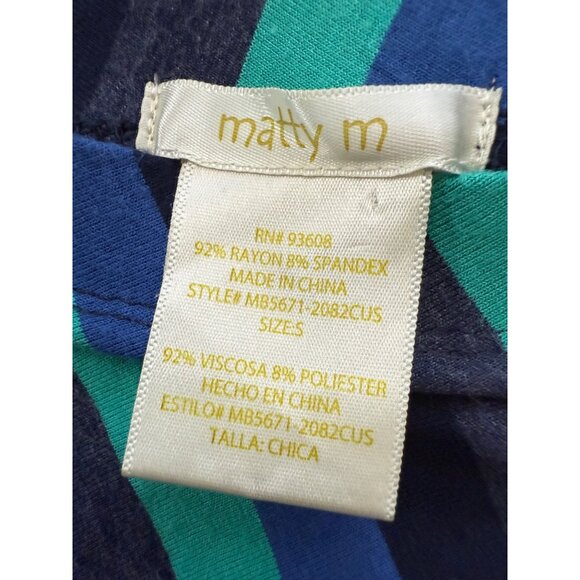 matty m
RN# 93608
92% RAYON 8% SPANDEX
MADE IN CHINA
STYLE# MB5671-2082CUS
SIZE:S
92% VISCOSA 8% POLIESTER
HECHO EN CHINA
ESTILO# MB5671-2082CUS
TALLA: CHICA